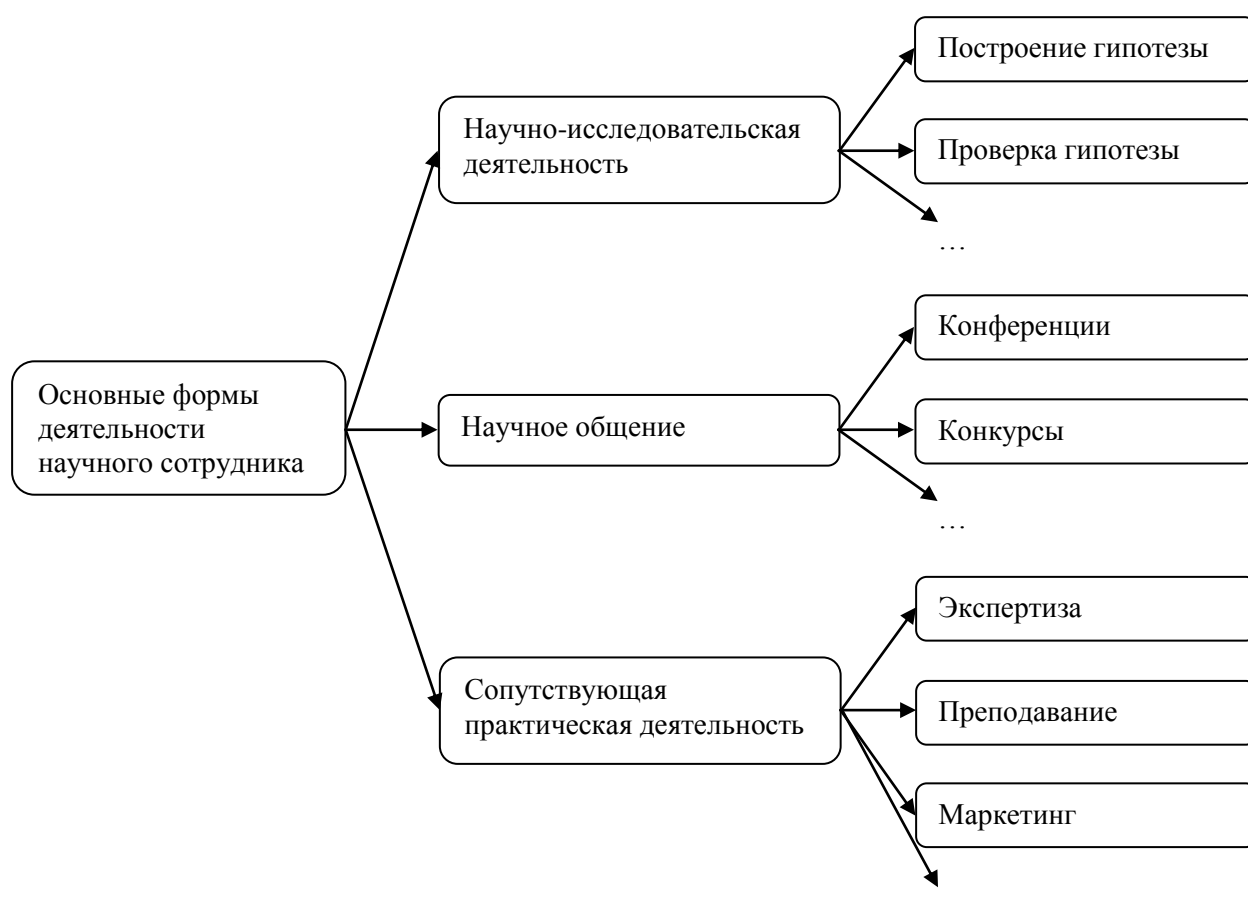 Основные формы
деятельности
научного сотрудника
Научно-исследовательская
деятельность
Построение гипотезы
Проверка гипотезы
…
Научное общение
Конференции
Конкурсы
…
Сопутствующая
практическая деятельность
Экспертиза
Преподавание
Маркетинг